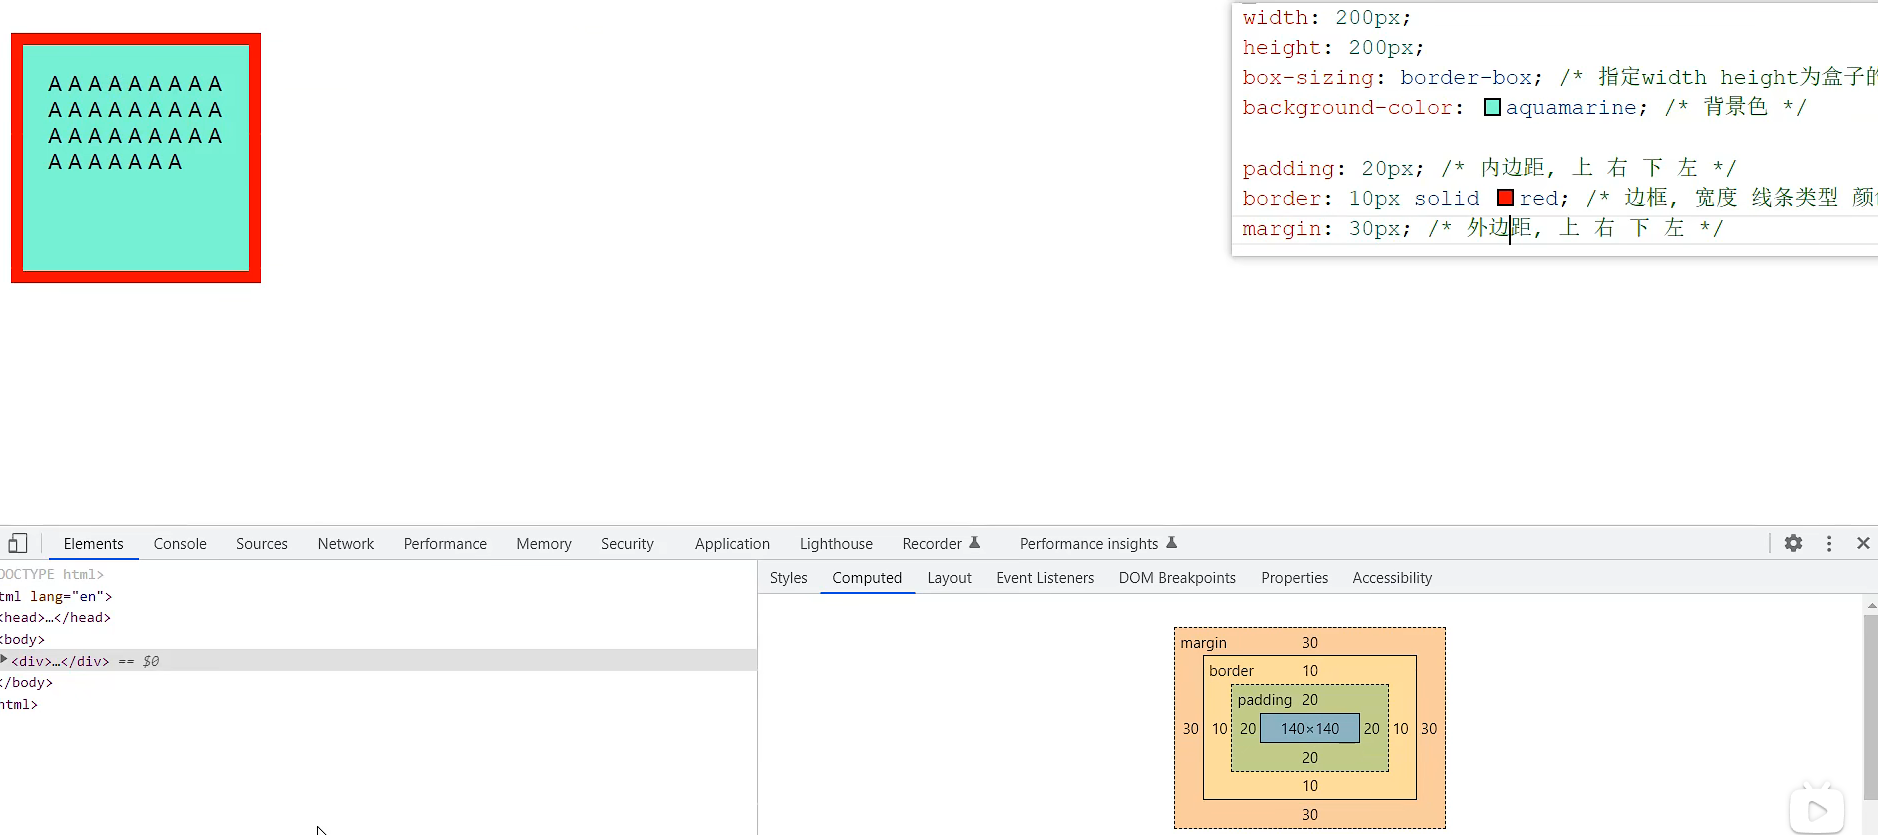 A A A A A A A A A
A A A A A A A A A
A A A A A A A A A
A A A A A A A
width: 200px;
height: 200px;
box-sizing: border-box; /* 指定width height为盒子的
background-color: aquamarine; /* 背景色 */
padding: 20px; /* 内边距, 上 右 下 左 */
border: 10px solid red; /* 边框, 宽度 线条类型 颜
margin: 30px; /* 外边距, 上 右 下 左 */
Elements Console Sources Network Performance Memory Security Application Lighthouse Recorder Performance insights
DOCTYPE html>
tml lang="en">
<head>…</head>
<body>
<div>…</div> == $0
</body>
html>
Styles Computed Layout Event Listeners DOM Breakpoints Properties Accessibility
margin 30
border 10
padding 20
30 10 20 140×140 20 10 30
20
10
30